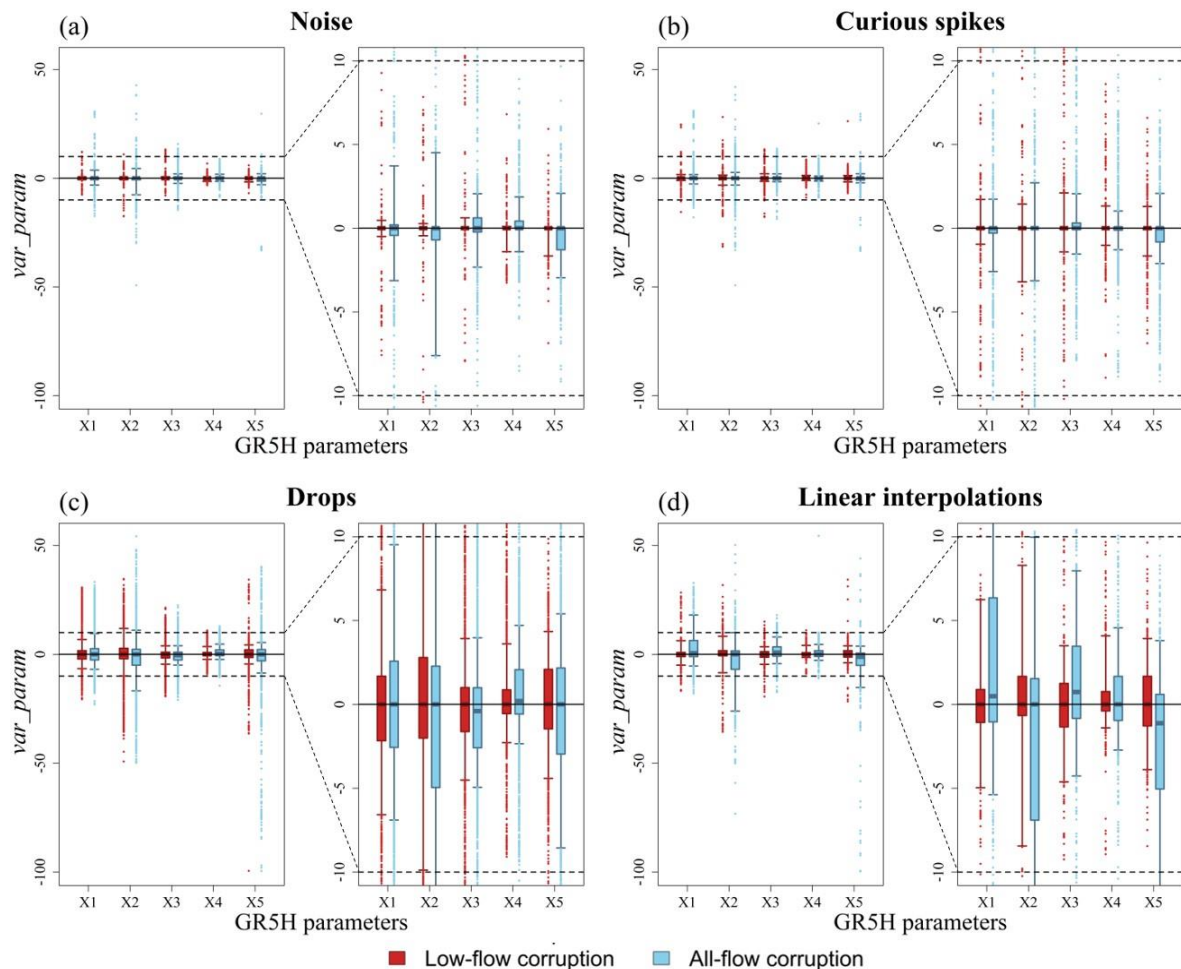 (a) Noise
(b) Curious spikes
var_param
50
0
-50
-100
10
5
0
-5
-10
X1 X2 X3 X4 X5
X1 X2 X3 X4 X5
GR5H parameters
var_param
50
0
-50
-100
10
5
0
-5
-10
X1 X2 X3 X4 X5
X1 X2 X3 X4 X5
GR5H parameters
(c) Drops
(d) Linear interpolations
var_param
50
0
-50
-100
10
5
0
-5
-10
X1 X2 X3 X4 X5
X1 X2 X3 X4 X5
GR5H parameters
var_param
50
0
-50
-100
10
5
0
-5
-10
X1 X2 X3 X4 X5
X1 X2 X3 X4 X5
GR5H parameters
Low-flow corruption
All-flow corruption